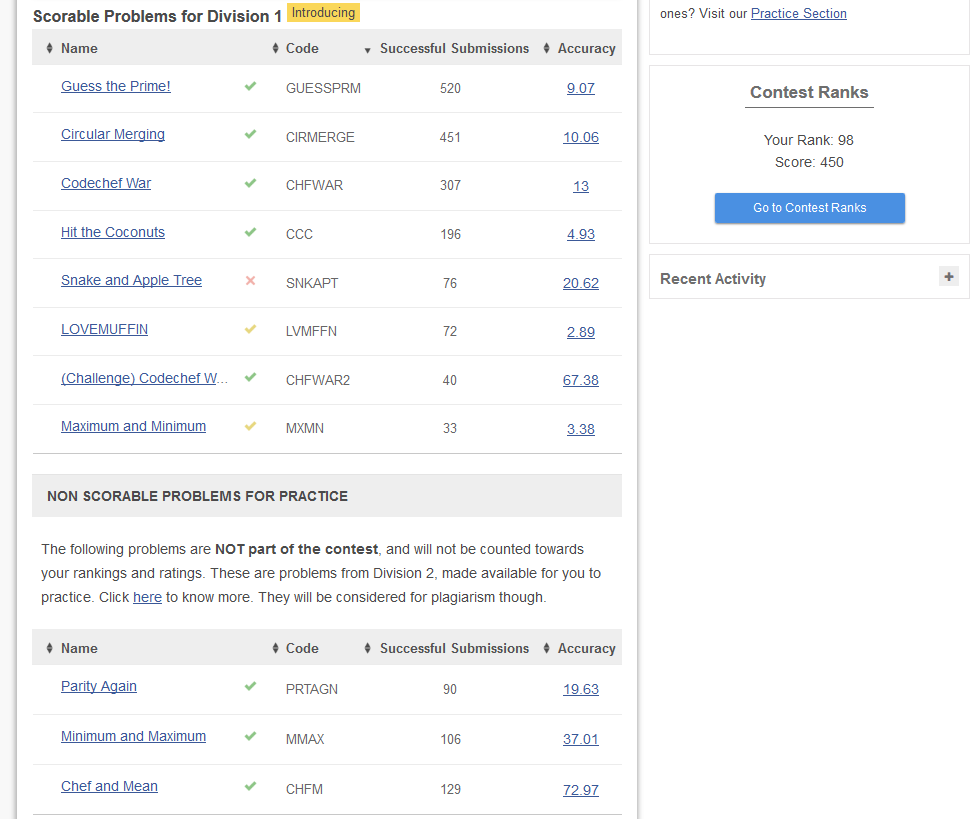 Scorable Problems for Division 1 Introducing
Name Code Successful Submissions Accuracy
Guess the Prime! GUESSPRM 520 9.07
Circular Merging CIRMERGE 451 10.06
Codechef War CHFWAR 307 13
Hit the Coconuts CCC 196 4.93
Snake and Apple Tree SNKAPT 76 20.62
LOVEMUFFIN LVMFFN 72 2.89
(Challenge) Codechef W... CHFWAR2 40 67.38
Maximum and Minimum MXMN 33 3.38
NON SCORABLE PROBLEMS FOR PRACTICE
The following problems are NOT part of the contest, and will not be counted towards
your rankings and ratings. These are problems from Division 2, made available for you to
practice. Click here to know more. They will be considered for plagiarism though.
Name Code Successful Submissions Accuracy
Parity Again PRTAGN 90 19.63
Minimum and Maximum MMAX 106 37.01
Chef and Mean CHFM 129 72.97
ones? Visit our Practice Section
Contest Ranks
Your Rank: 98
Score: 450
Go to Contest Ranks
Recent Activity +